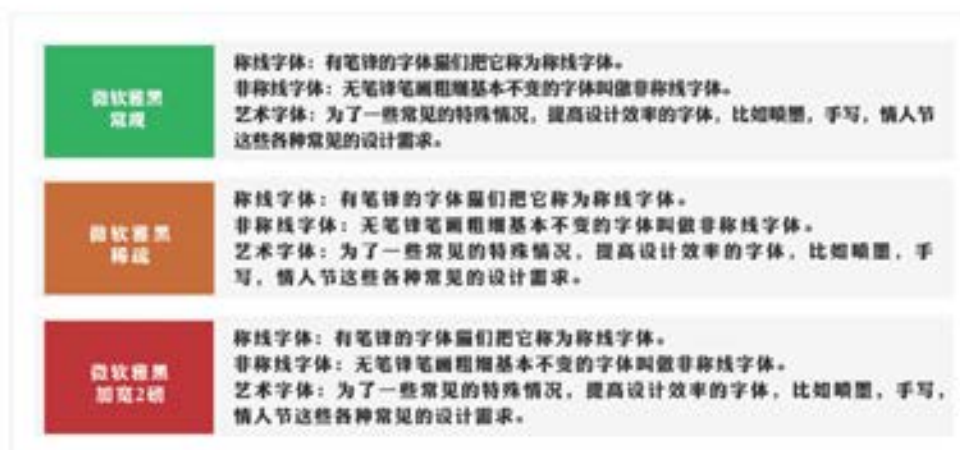 微软雅黑
常规
称线字体：有笔锋的字体我们把它称为称线字体。
非称线字体：无笔锋笔画粗细基本不变的字体叫做非称线字体。
艺术字体：为了一些常见的特殊情况，提高设计效率的字体，比如喷墨，手写，情人节
这些各种常见的设计需求。
微软雅黑
稀疏
称线字体：有笔锋的字体我们把它称为称线字体。
非称线字体：无笔锋笔画粗细基本不变的字体叫做非称线字体。
艺术字体：为了一些常见的特殊情况，提高设计效率的字体，比如喷墨，手
写，情人节这些各种常见的设计需求。
微软雅黑
加宽2磅
称线字体：有笔锋的字体我们把它称为称线字体。
非称线字体：无笔锋笔画粗细基本不变的字体叫做非称线字体。
艺术字体：为了一些常见的特殊情况，提高设计效率的字体，比如喷墨，手写，
情人节这些各种常见的设计需求。